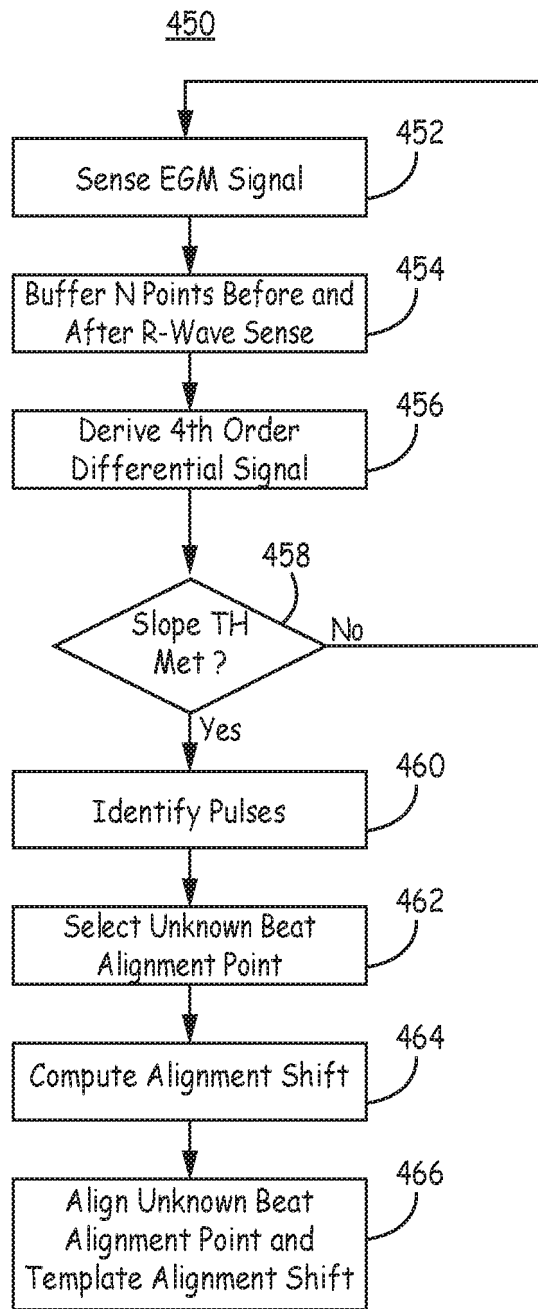 450
452
Sense EGM Signal
454
Buffer N Points Before and
After R-Wave Sense
456
Derive 4th Order
Differential Signal
458
Slope TH
Met ?
No
Yes
460
Identify Pulses
462
Select Unknown Beat
Alignment Point
464
Compute Alignment Shift
466
Align Unknown Beat
Alignment Point and
Template Alignment Shift